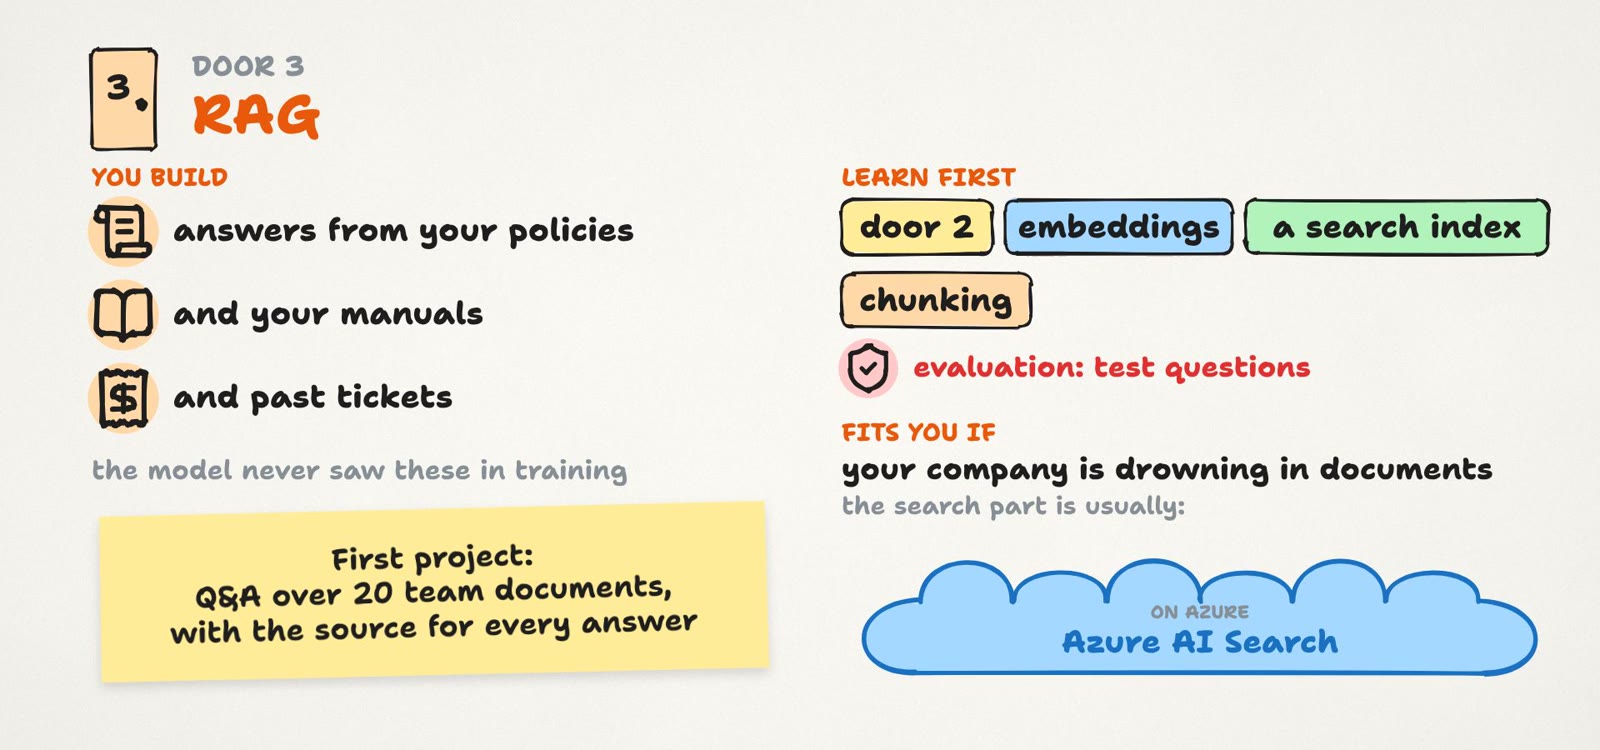 3.
DOOR 3
RAG
YOU BUILD
answers from your policies
and your manuals
$
and past tickets
the model never saw these in training
First project:
Q&A over 20 team documents,
with the source for every answer
LEARN FIRST
door 2
embeddings
a search index
chunking
evaluation: test questions
FITS YOU IF
your company is drowning in documents
the search part is usually:
ON AZURE
Azure AI Search